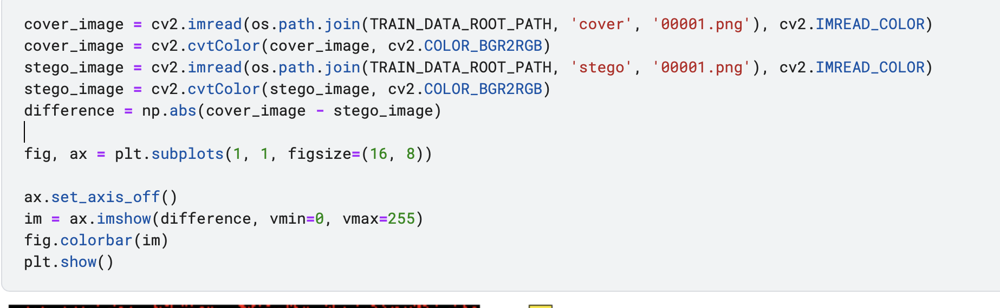 cover_image = cv2.imread(os.path.join(TRAIN_DATA_ROOT_PATH, 'cover', '00001.png'), cv2.IMREAD_COLOR)
cover_image = cv2.cvtColor(cover_image, cv2.COLOR_BGR2RGB)
stego_image = cv2.imread(os.path.join(TRAIN_DATA_ROOT_PATH, 'stego', '00001.png'), cv2.IMREAD_COLOR)
stego_image = cv2.cvtColor(stego_image, cv2.COLOR_BGR2RGB)
difference = np.abs(cover_image - stego_image)
fig, ax = plt.subplots(1, 1, figsize=(16, 8))
ax.set_axis_off()
im = ax.imshow(difference, vmin=0, vmax=255)
fig.colorbar(im)
plt.show()